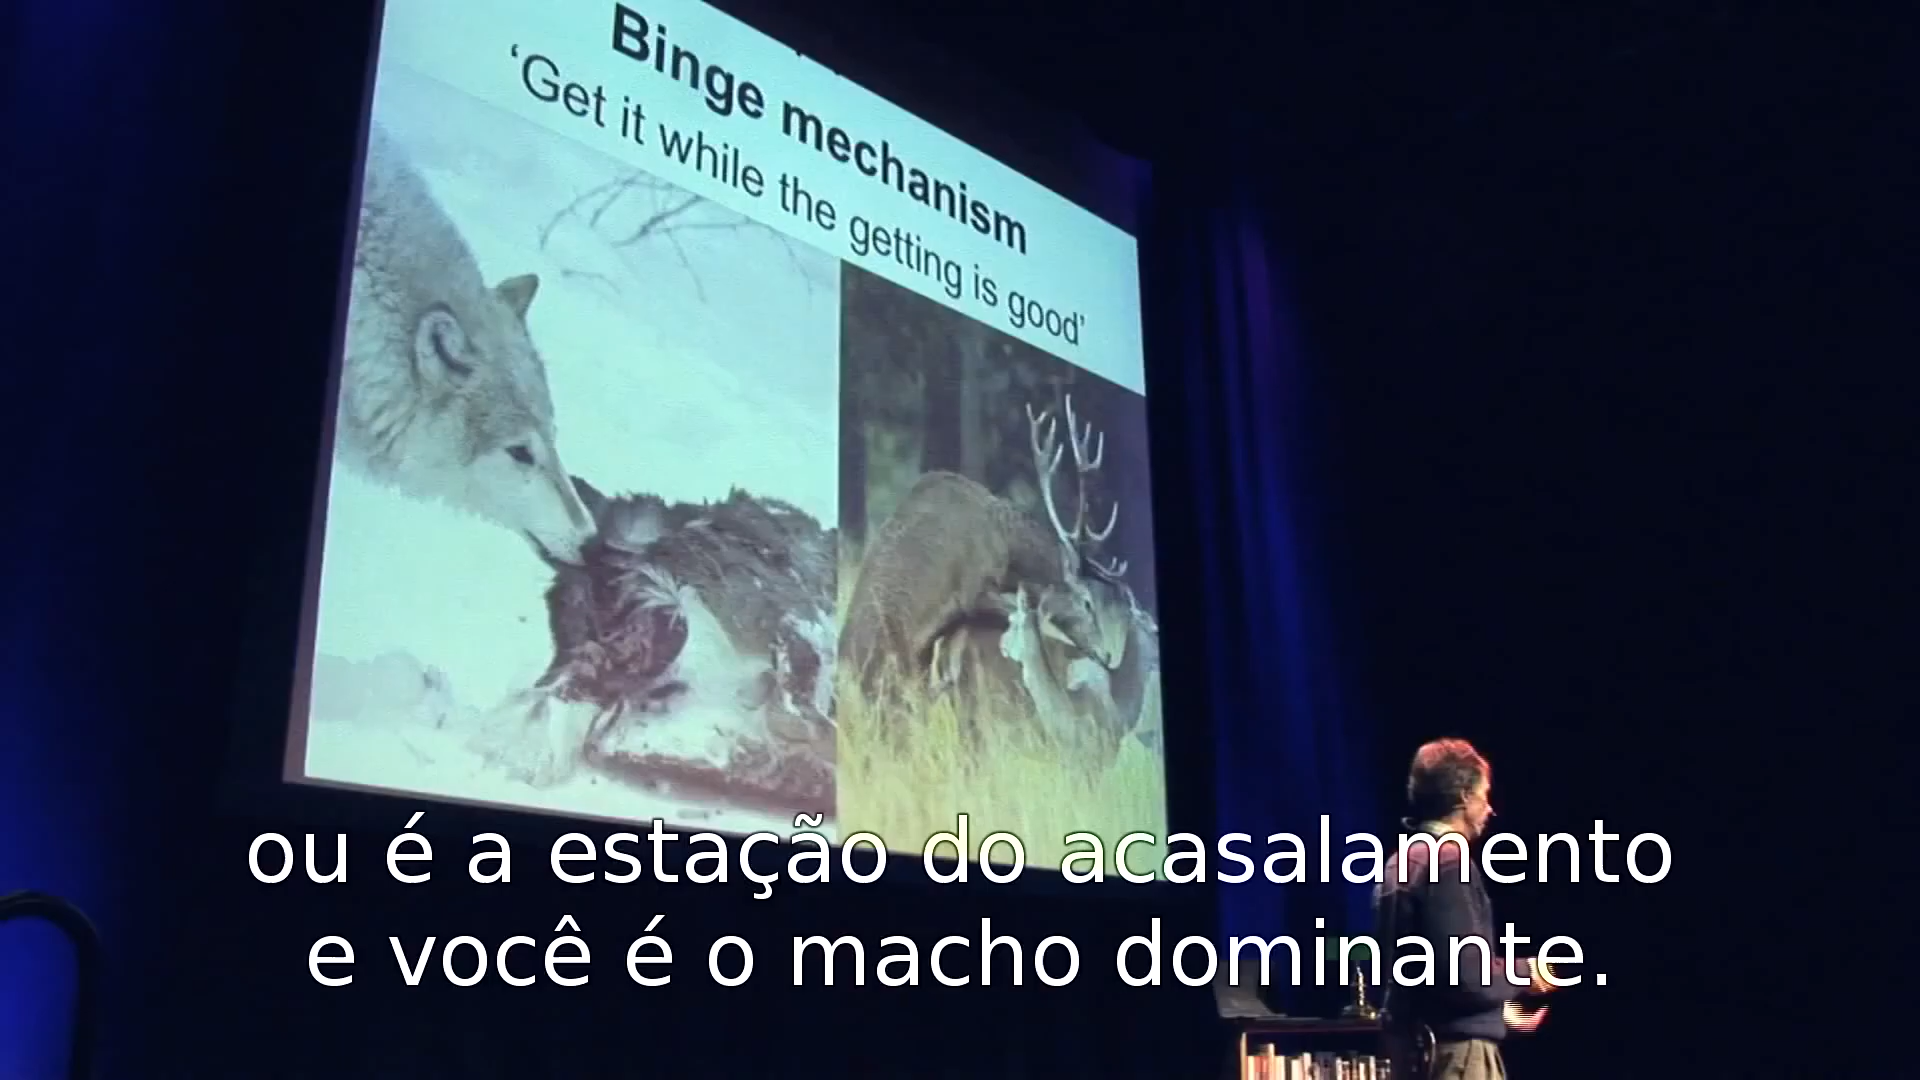 Binge mechanism
‘Get it while the getting is good’
ou é a estação do acasalamento
e você é o macho dominante.